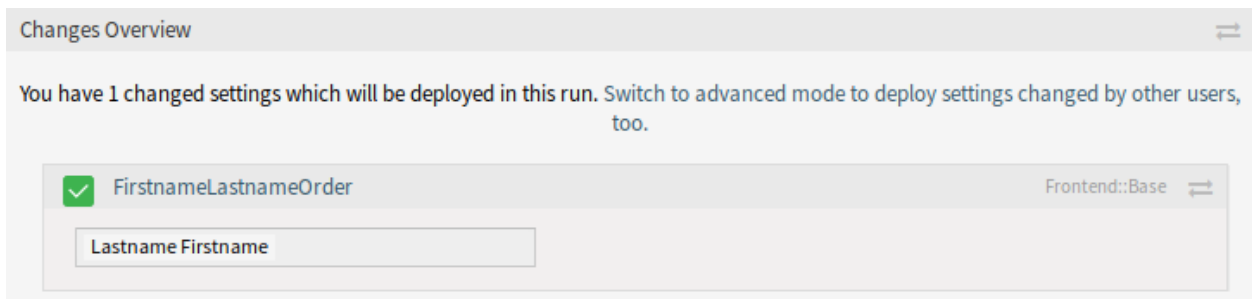 Changes Overview
You have 1 changed settings which will be deployed in this run. Switch to advanced mode to deploy settings changed by other users,
too.
FirstnameLastnameOrder Frontend::Base
Lastname Firstname